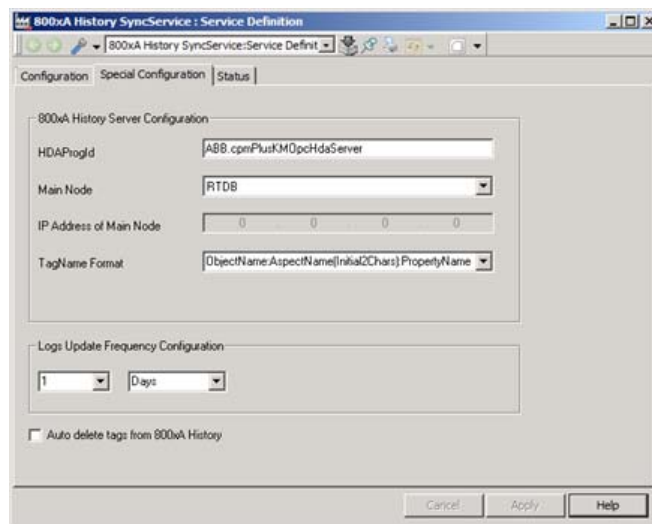 800xA History SyncService : Service Definition
800xA History SyncService:Service Definit
Configuration Special Configuration Status
800xA History Server Configuration
HDAProgId ABB.cpmPlusKMOpcHdaServer
Main Node RTDB
IP Address of Main Node 0 . 0 . 0 . 0
TagName Format ObjectName:AspectName(Initial2Chars):PropertyName
Logs Update Frequency Configuration
1 Days
Auto delete tags from 800xA History
Cancel Apply Help